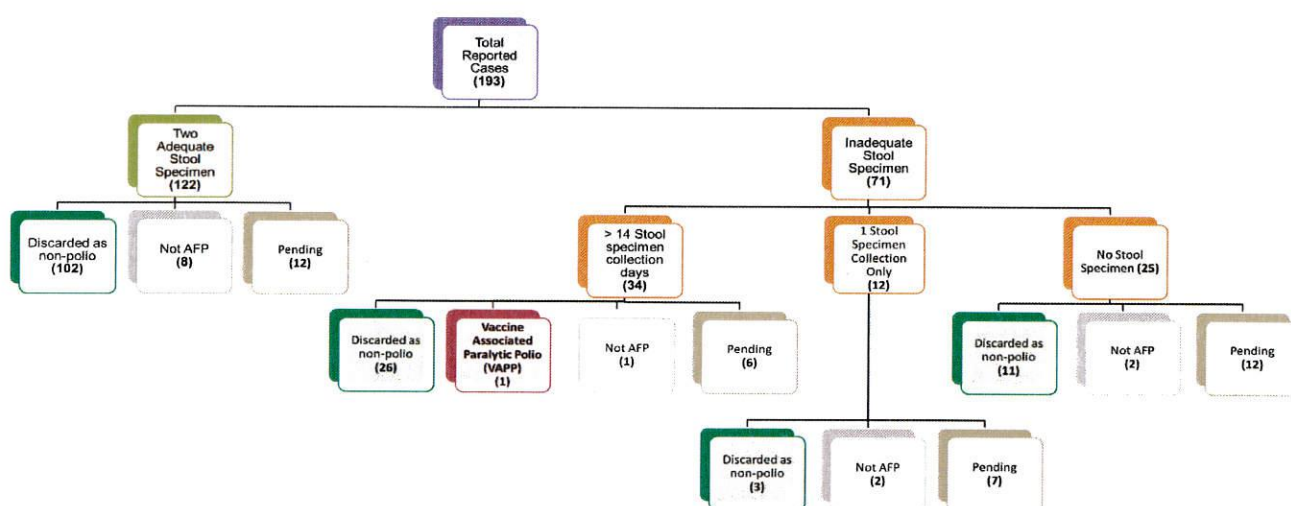 Total
Reported
Cases
(193)
Two
Adequate
Stool
Specimen
(122)
Inadequate
Stool
Specimen
(71)
Discarded as
non-polio
(102)
Not AFP
(8)
Pending
(12)
> 14 Stool
specimen
collection
days
(34)
1 Stool
Specimen
Collection
Only
(12)
No Stool
Specimen (25)
Discarded as
non-polio
(26)
Vaccine
Associated
Paralytic Polio
(VAPP)
(1)
Not AFP
(1)
Pending
(6)
Discarded as
non-polio
(11)
Not AFP
(2)
Pending
(12)
Discarded as
non-polio
(3)
Not AFP
(2)
Pending
(7)